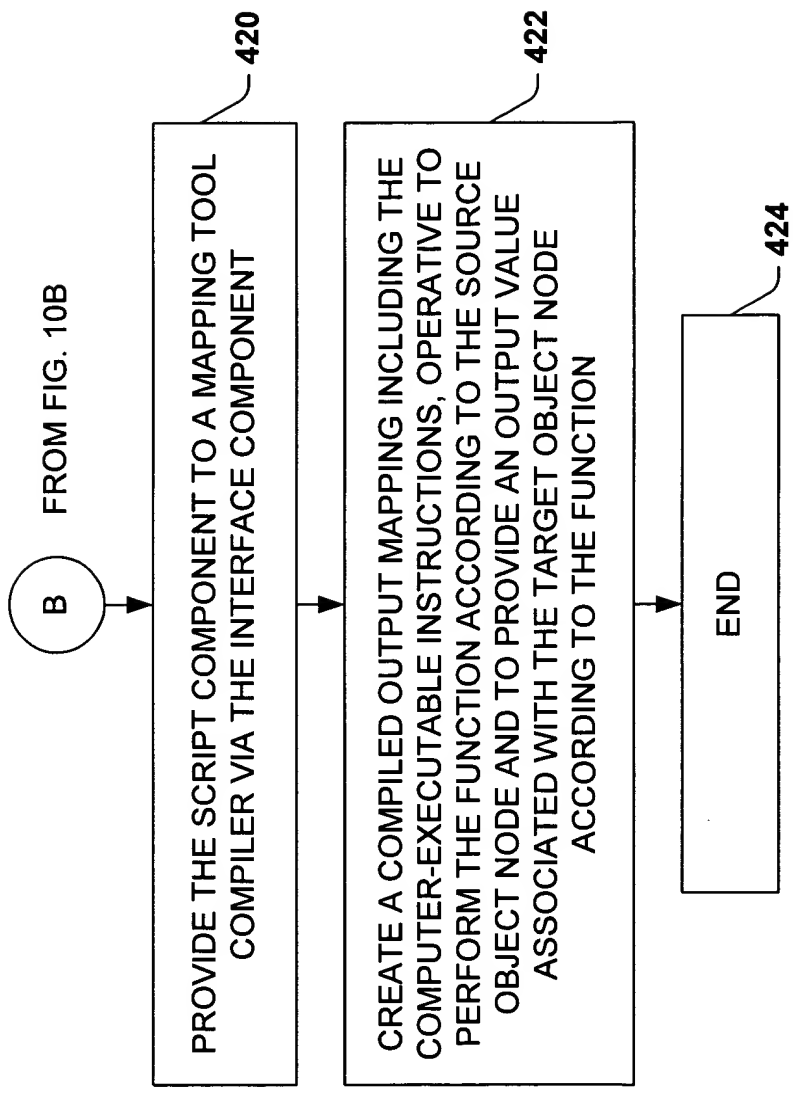 B
FROM FIG. 10B
420
PROVIDE THE SCRIPT COMPONENT TO A MAPPING TOOL
COMPILER VIA THE INTERFACE COMPONENT
422
CREATE A COMPILED OUTPUT MAPPING INCLUDING THE
COMPUTER-EXECUTABLE INSTRUCTIONS, OPERATIVE TO
PERFORM THE FUNCTION ACCORDING TO THE SOURCE
OBJECT NODE AND TO PROVIDE AN OUTPUT VALUE
ASSOCIATED WITH THE TARGET OBJECT NODE
ACCORDING TO THE FUNCTION
424
END